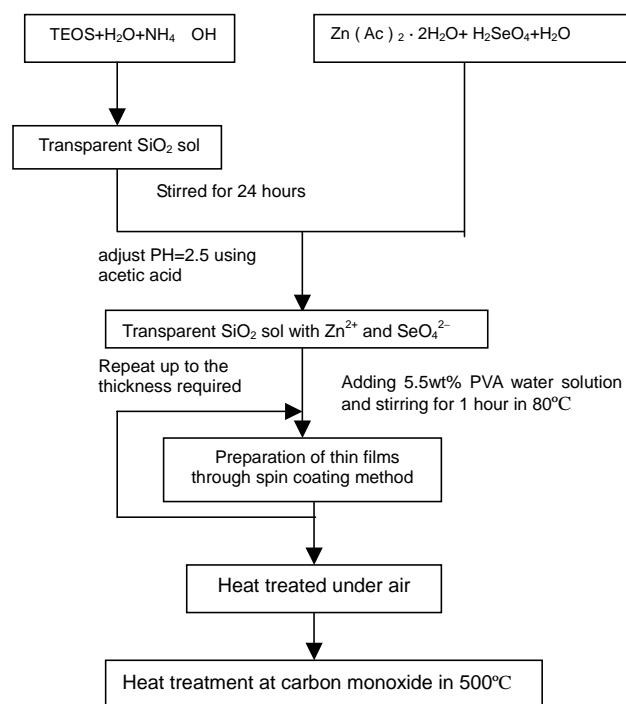 TEOS+H₂O+NH₄ OH
Zn ( Ac ) ₂ · 2H₂O+ H₂SeO₄+H₂O
Transparent SiO₂ sol
Stirred for 24 hours
adjust PH=2.5 using
acetic acid
Transparent SiO₂ sol with Zn²⁺ and SeO₄²⁻
Repeat up to the
thickness required
Adding 5.5wt% PVA water solution
and stirring for 1 hour in 80℃
Preparation of thin films
through spin coating method
Heat treated under air
Heat treatment at carbon monoxide in 500℃